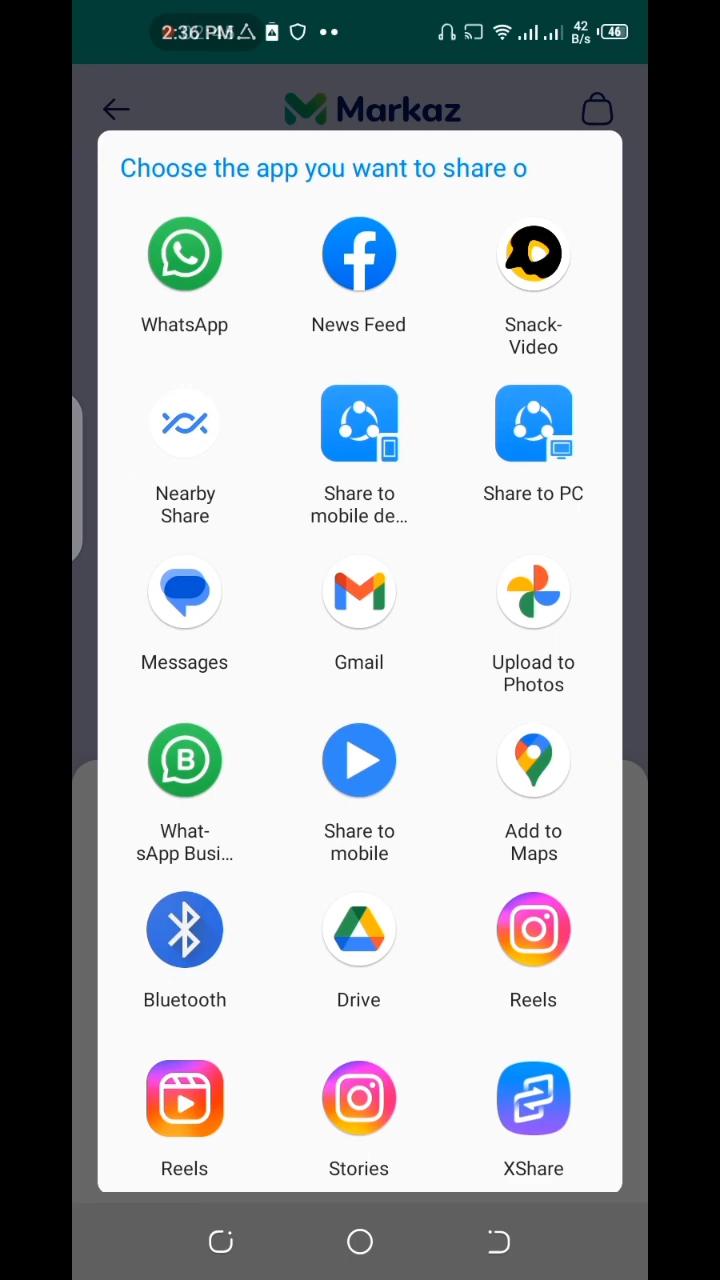 2:36 PM
42
B/s
46
Markaz
Choose the app you want to share o
WhatsApp
News Feed
Snack-
Video
Nearby
Share
Share to
mobile de…
Share to PC
Messages
Gmail
Upload to
Photos
What-
sApp Busi…
Share to
mobile
Add to
Maps
Bluetooth
Drive
Reels
Reels
Stories
XShare